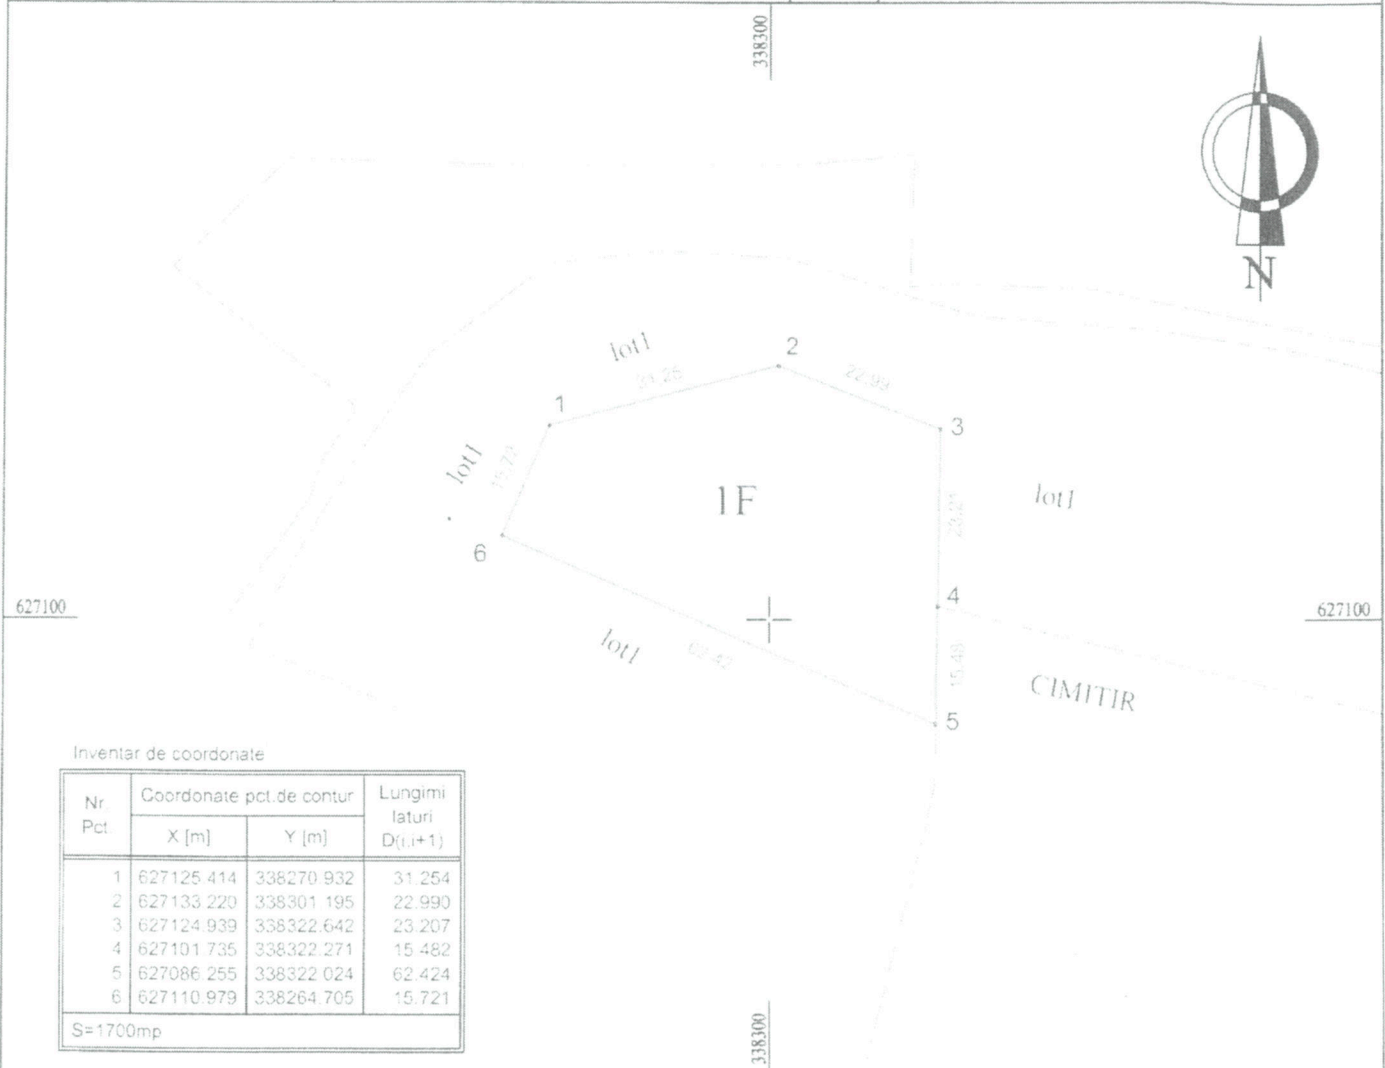 338300
N
lot1
2
31.25
22.99
1
3
lot1
15.72
1F
lot1
23.21
6
4
627100
627100
lot1
62.42
15.48
CIMITIR
5
Inventar de coordonate
Nr. Pct. Coordonate pct.de contur Lungimi laturi D(i,i+1)
X [m] Y [m]
1 627125.414 338270.932 31.254
2 627133.220 338301.195 22.990
3 627124.939 338322.642 23.207
4 627101.735 338322.271 15.482
5 627086.255 338322.024 62.424
6 627110.979 338264.705 15.721
S=1700mp
338300